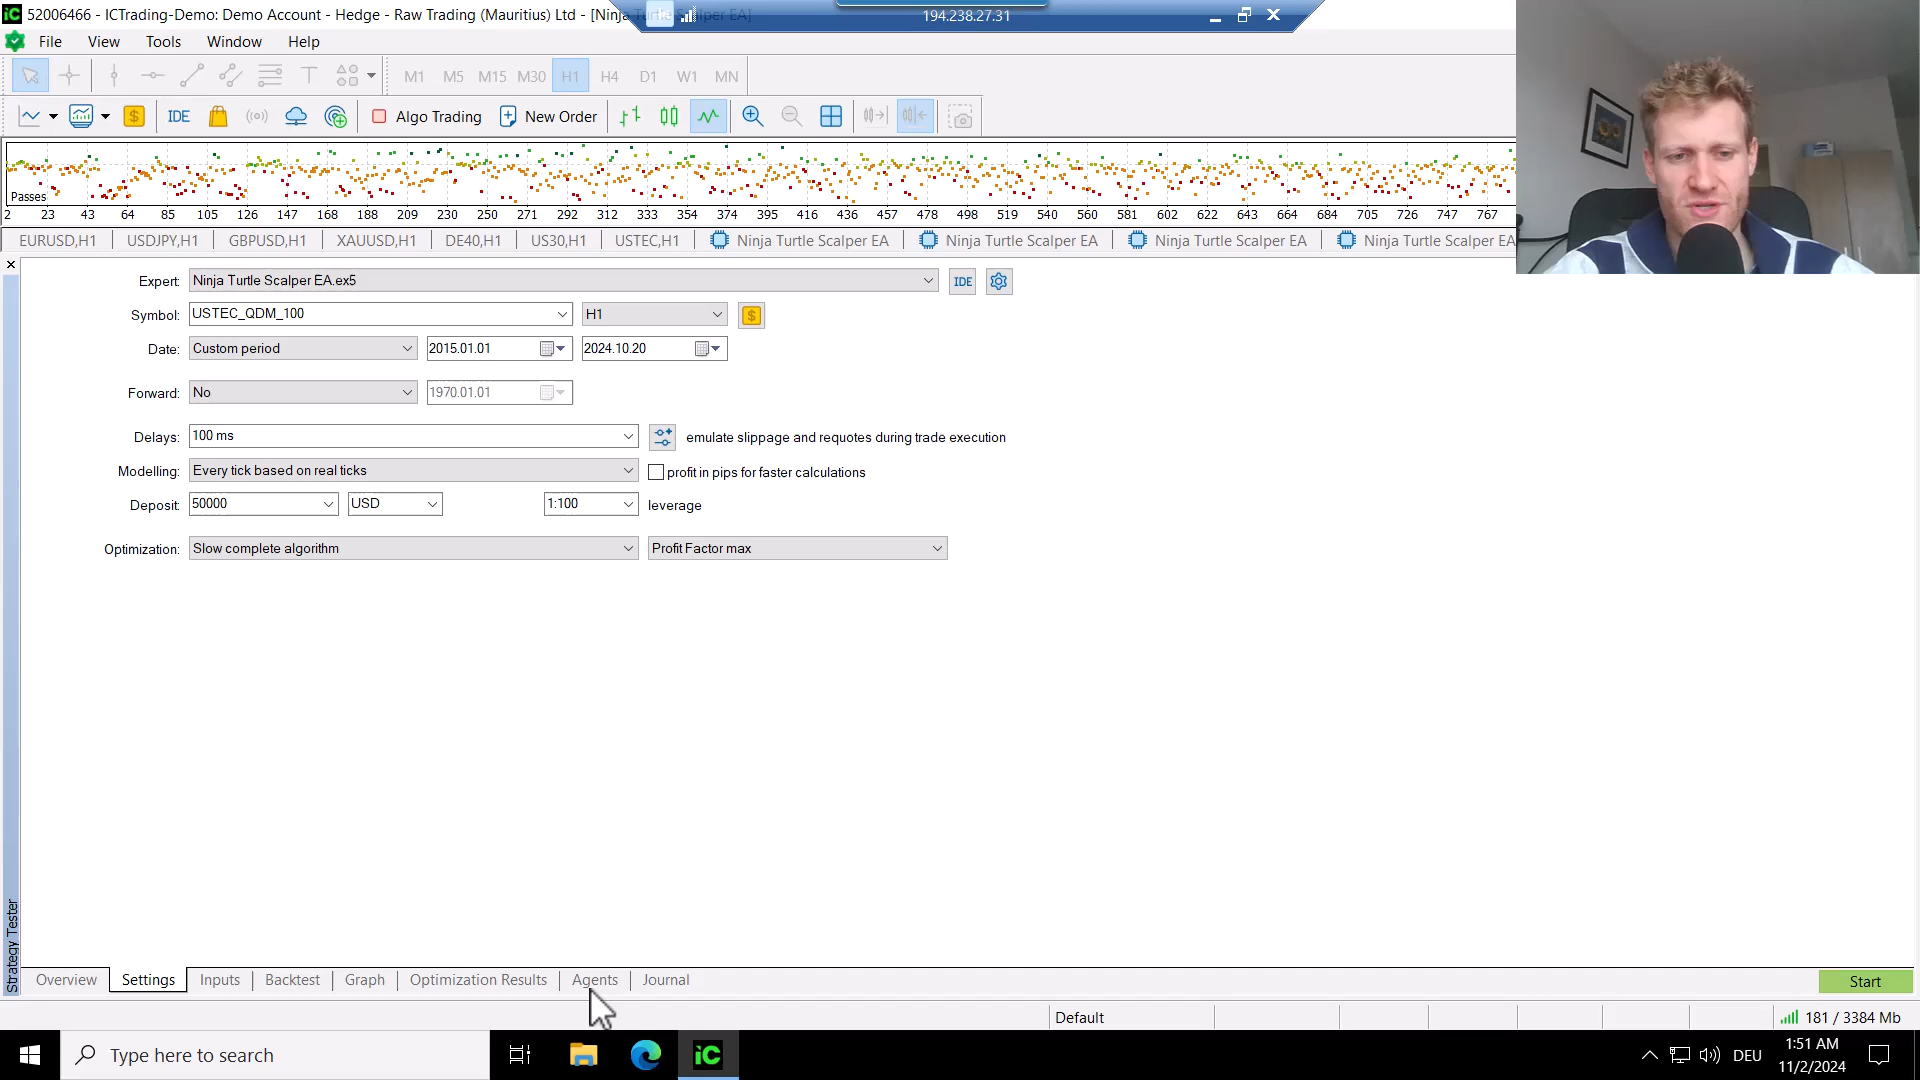 52006466 - ICTrading-Demo: Demo Account - Hedge - Raw Trading (Mauritius) Ltd - [Ninja Turtle Scalper EA]
194.238.27.31
File View Tools Window Help
M1 M5 M15 M30 H1 H4 D1 W1 MN
IDE Algo Trading New Order
Passes
2 23 43 64 85 105 126 147 168 188 209 230 250 271 292 312 333 354 374 395 416 436 457 478 498 519 540 560 581 602 622 643 664 684 705 726 747 767
EURUSD,H1 USDJPY,H1 GBPUSD,H1 XAUUSD,H1 DE40,H1 US30,H1 USTEC,H1 Ninja Turtle Scalper EA Ninja Turtle Scalper EA Ninja Turtle Scalper EA Ninja Turtle Scalper EA
Expert: Ninja Turtle Scalper EA.ex5 IDE
Symbol: USTEC_QDM_100 H1
Date: Custom period 2015.01.01 2024.10.20
Forward: No 1970.01.01
Delays: 100 ms emulate slippage and requotes during trade execution
Modelling: Every tick based on real ticks profit in pips for faster calculations
Deposit: 50000 USD 1:100 leverage
Optimization: Slow complete algorithm Profit Factor max
Strategy Tester
Overview Settings Inputs Backtest Graph Optimization Results Agents Journal Start
Default 181 / 3384 Mb
Type here to search iC DEU 1:51 AM
11/2/2024